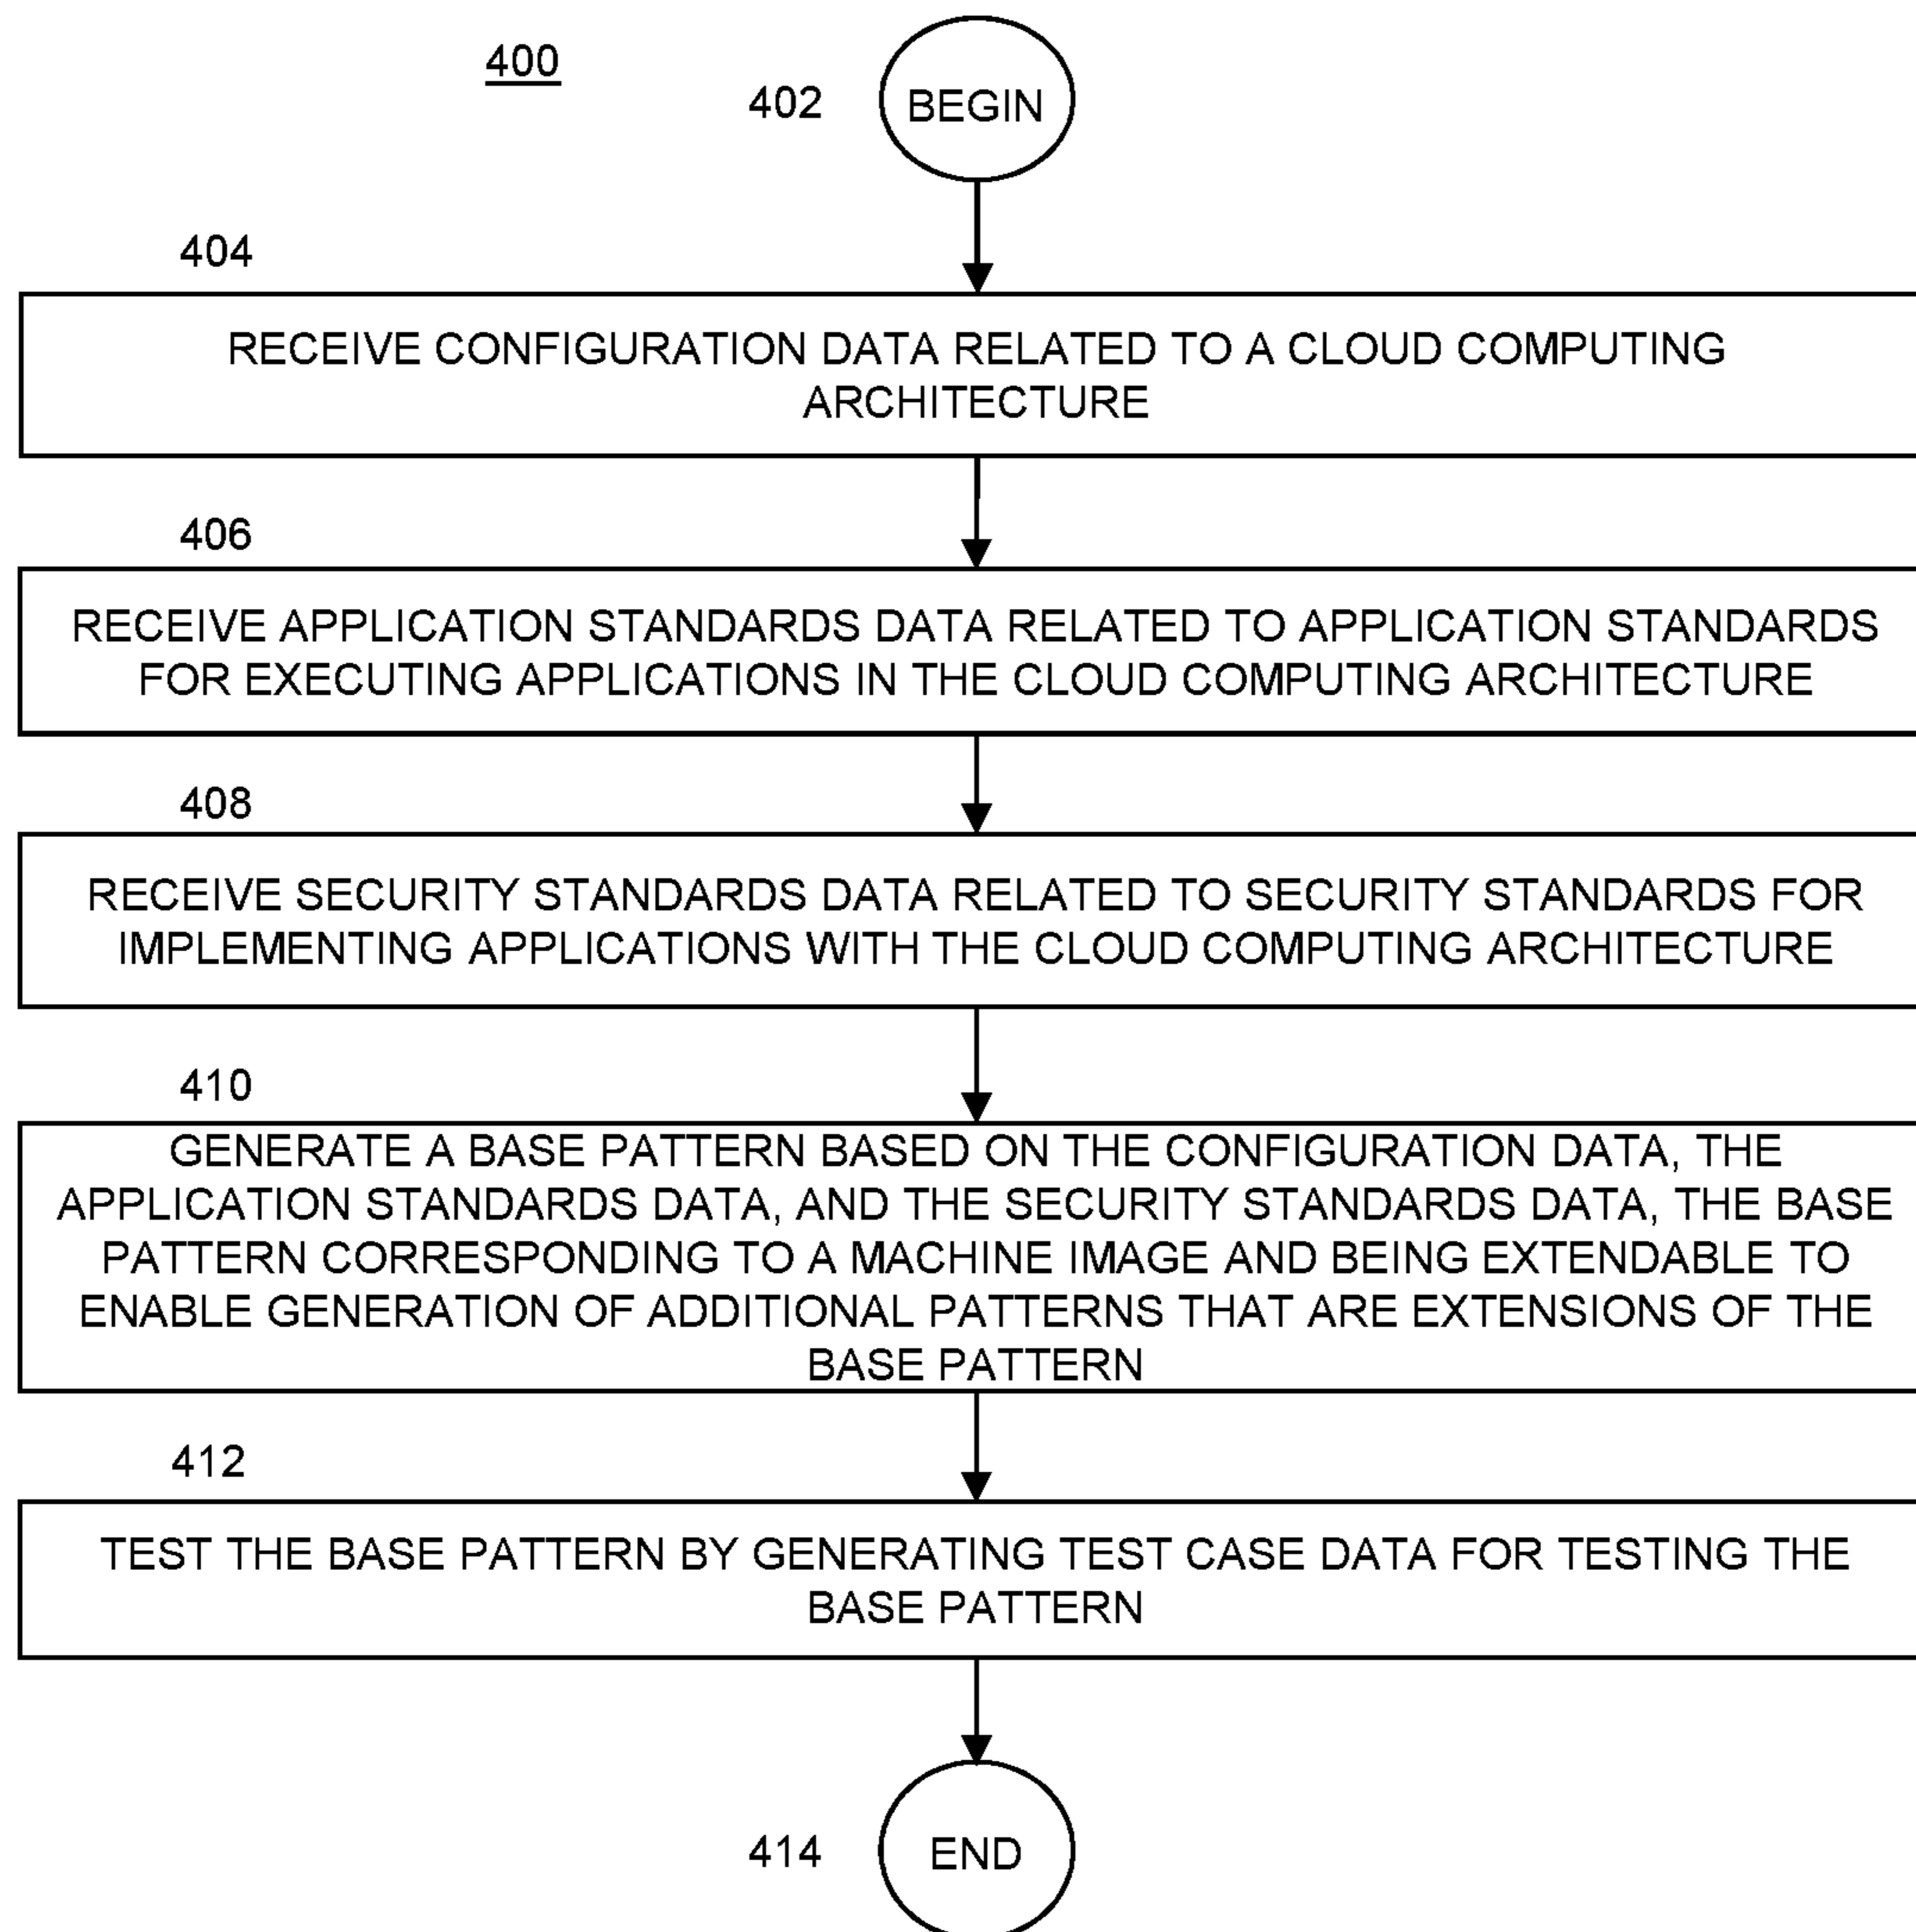 400
402
BEGIN
404
RECEIVE CONFIGURATION DATA RELATED TO A CLOUD COMPUTING
ARCHITECTURE
406
RECEIVE APPLICATION STANDARDS DATA RELATED TO APPLICATION STANDARDS
FOR EXECUTING APPLICATIONS IN THE CLOUD COMPUTING ARCHITECTURE
408
RECEIVE SECURITY STANDARDS DATA RELATED TO SECURITY STANDARDS FOR
IMPLEMENTING APPLICATIONS WITH THE CLOUD COMPUTING ARCHITECTURE
410
GENERATE A BASE PATTERN BASED ON THE CONFIGURATION DATA, THE
APPLICATION STANDARDS DATA, AND THE SECURITY STANDARDS DATA, THE BASE
PATTERN CORRESPONDING TO A MACHINE IMAGE AND BEING EXTENDABLE TO
ENABLE GENERATION OF ADDITIONAL PATTERNS THAT ARE EXTENSIONS OF THE
BASE PATTERN
412
TEST THE BASE PATTERN BY GENERATING TEST CASE DATA FOR TESTING THE
BASE PATTERN
414
END